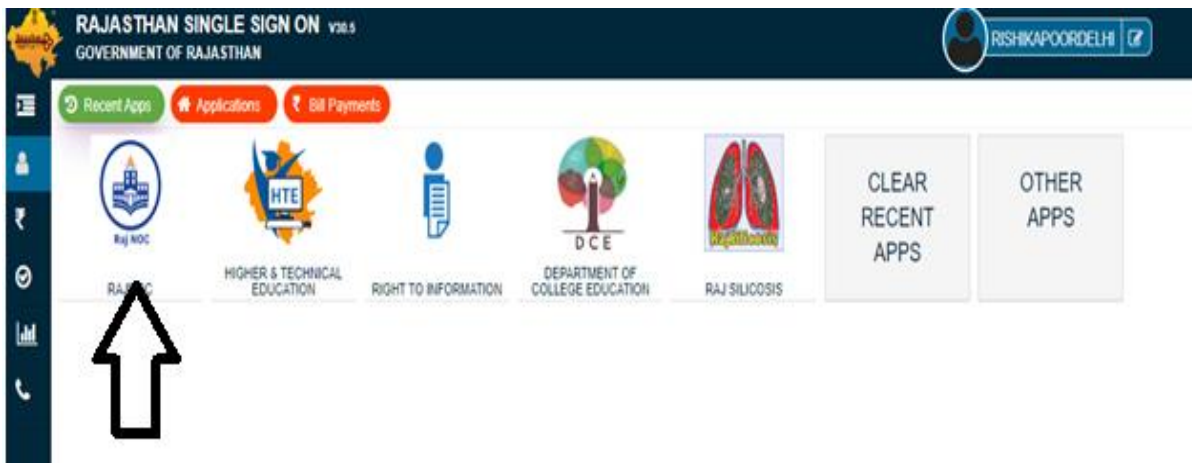 RAJASTHAN SINGLE SIGN ON V30.5
GOVERNMENT OF RAJASTHAN
RISHIKAPOORDELHI
Recent Apps
Applications
₹ Bill Payments
Raj NOC
HTE
DCE
HIGHER & TECHNICAL
EDUCATION
RIGHT TO INFORMATION
DEPARTMENT OF
COLLEGE EDUCATION
RAJ SILICOSIS
CLEAR
RECENT
APPS
OTHER
APPS